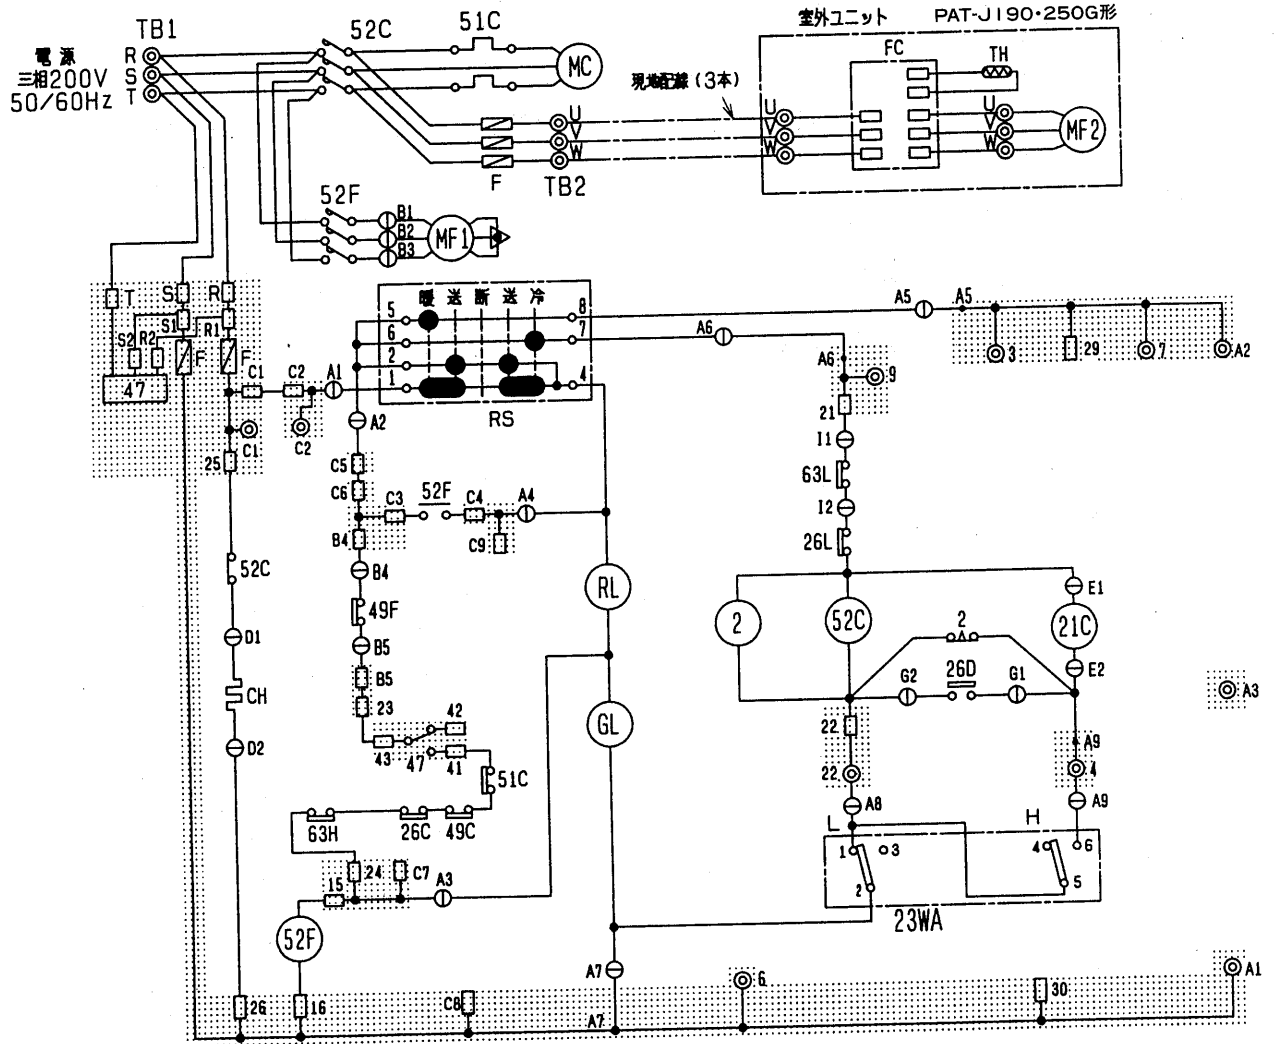 TB1
52C
51C
室外ユニット PAT-J190・250G形
電源
三相200V
50/60Hz
R
S
T
MC
FC
TH
現地配線(3本)
U
V
W
U
V
W
U
V
W
MF2
F
TB2
52F
B1
B2
B3
MF1
T
S
R
S2
R2
S1
R1
F
F
47
C1
C2
A1
C1
C2
25
暖 送 断 送 冷
5
6
2
1
8
7
4
RS
A2
A6
A5
A5
3
29
7
A2
A6
9
21
I1
63L
I2
26L
C5
C6
C3
52F
C4
A4
C9
B4
B4
49F
B5
B5
23
52C
D1
CH
D2
RL
GL
43
42
47
41
51C
63H
26C
49C
24
C7
15
A3
52F
2
52C
21C
E1
E2
2
G2
26D
G1
22
22
A8
A9
4
A9
A3
L
H
1
3
2
4
6
5
23WA
A7
6
A1
26
16
C8
A7
30